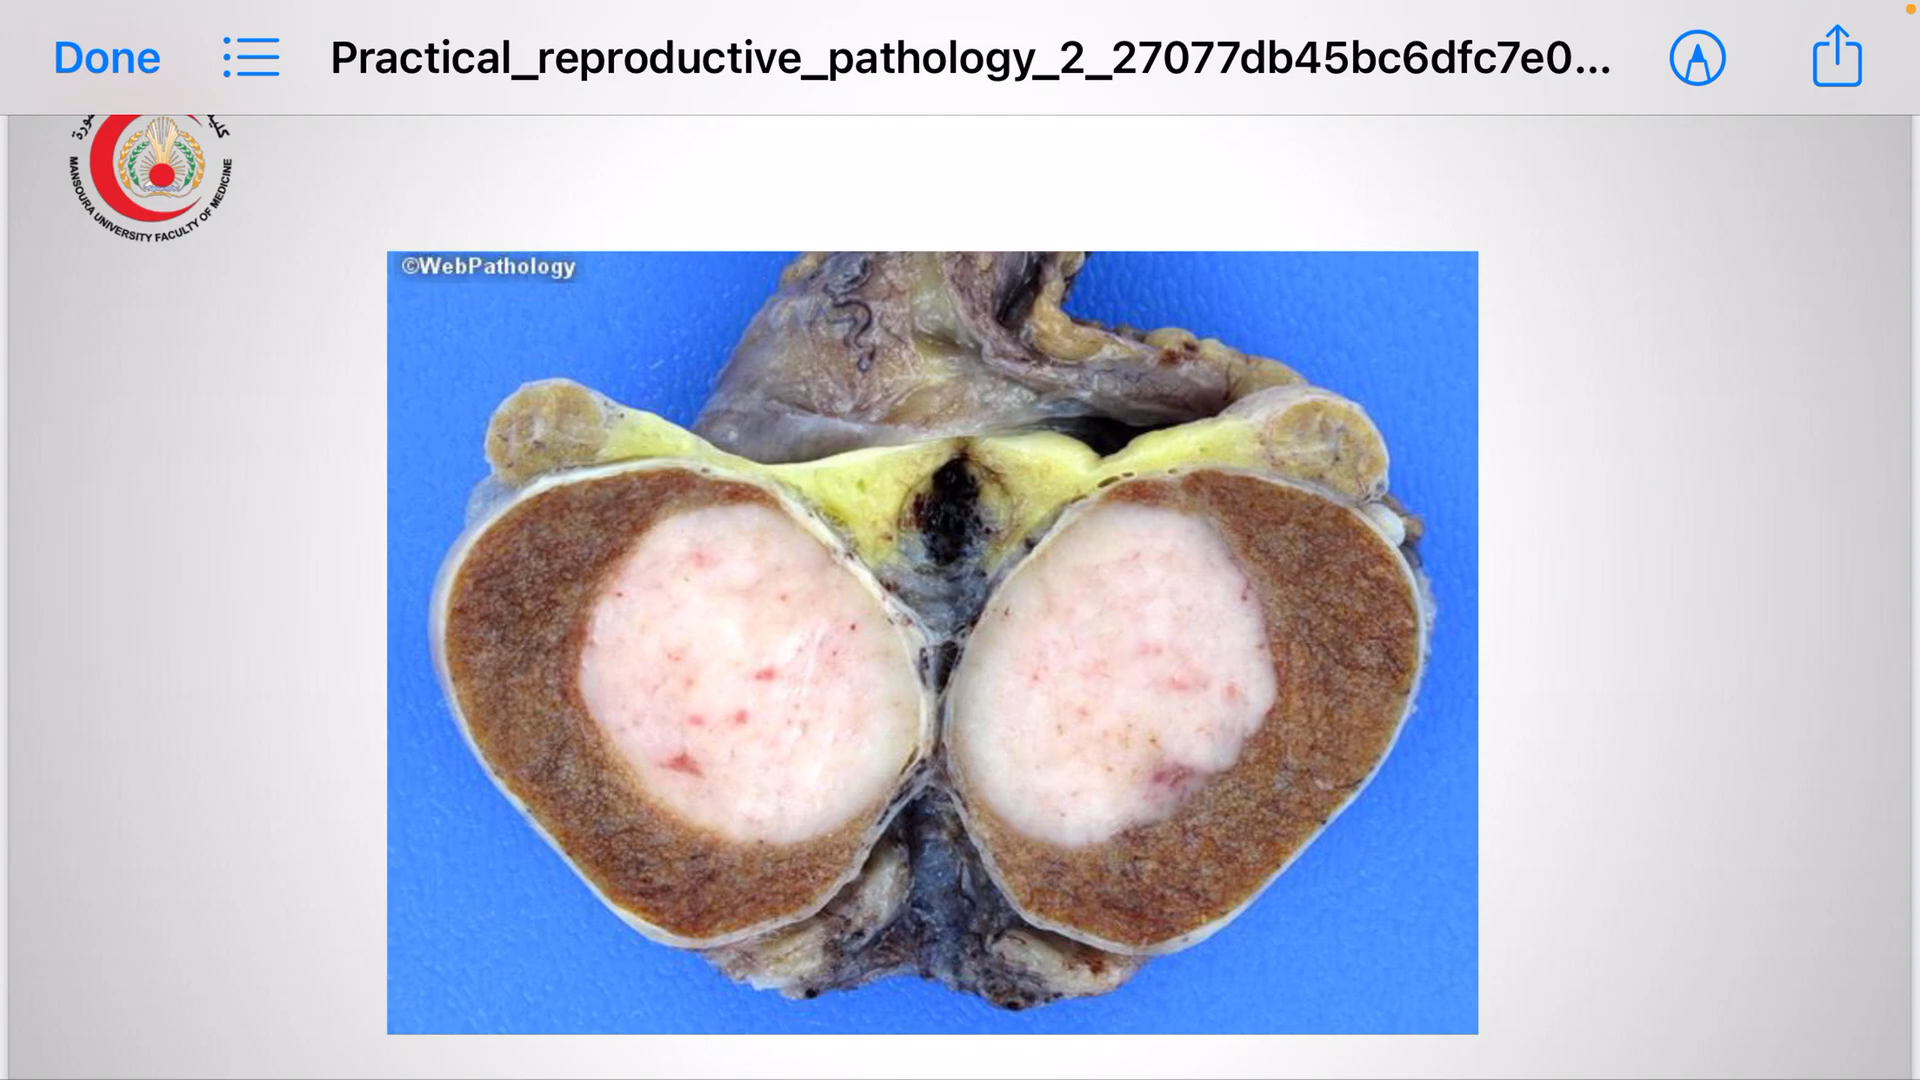 Done
Practical_reproductive_pathology_2_27077db45bc6dfc7e0...
MANSOURA UNIVERSITY FACULTY OF MEDICINE
©WebPathology